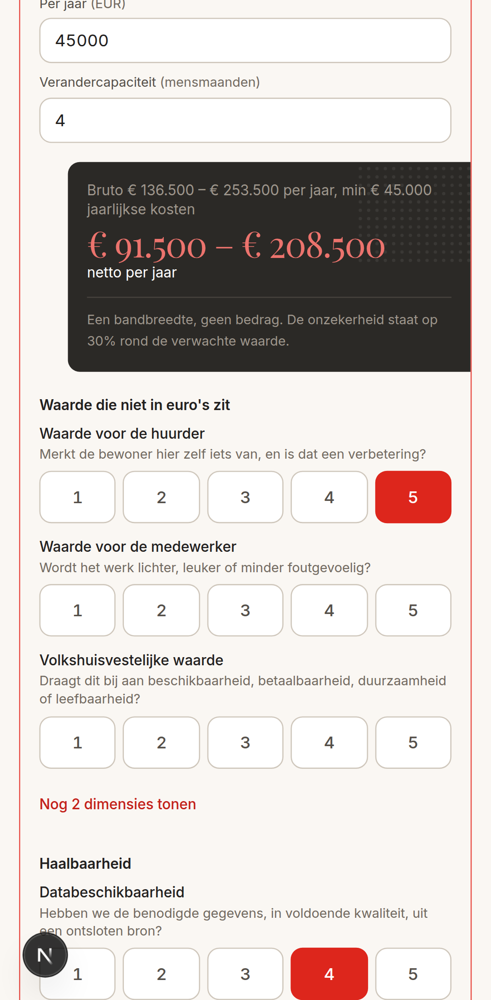 Per jaar (EUR)
45000
Verandercapaciteit (mensmaanden)
4
Bruto € 136.500 – € 253.500 per jaar, min € 45.000
jaarlijkse kosten
€ 91.500 – € 208.500
netto per jaar
Een bandbreedte, geen bedrag. De onzekerheid staat op
30% rond de verwachte waarde.
Waarde die niet in euro's zit
Waarde voor de huurder
Merkt de bewoner hier zelf iets van, en is dat een verbetering?
1 2 3 4 5
Waarde voor de medewerker
Wordt het werk lichter, leuker of minder foutgevoelig?
1 2 3 4 5
Volkshuisvestelijke waarde
Draagt dit bij aan beschikbaarheid, betaalbaarheid, duurzaamheid
of leefbaarheid?
1 2 3 4 5
Nog 2 dimensies tonen
Haalbaarheid
Databeschikbaarheid
Hebben we de benodigde gegevens, in voldoende kwaliteit, uit
een ontsloten bron?
N
1 2 3 4 5